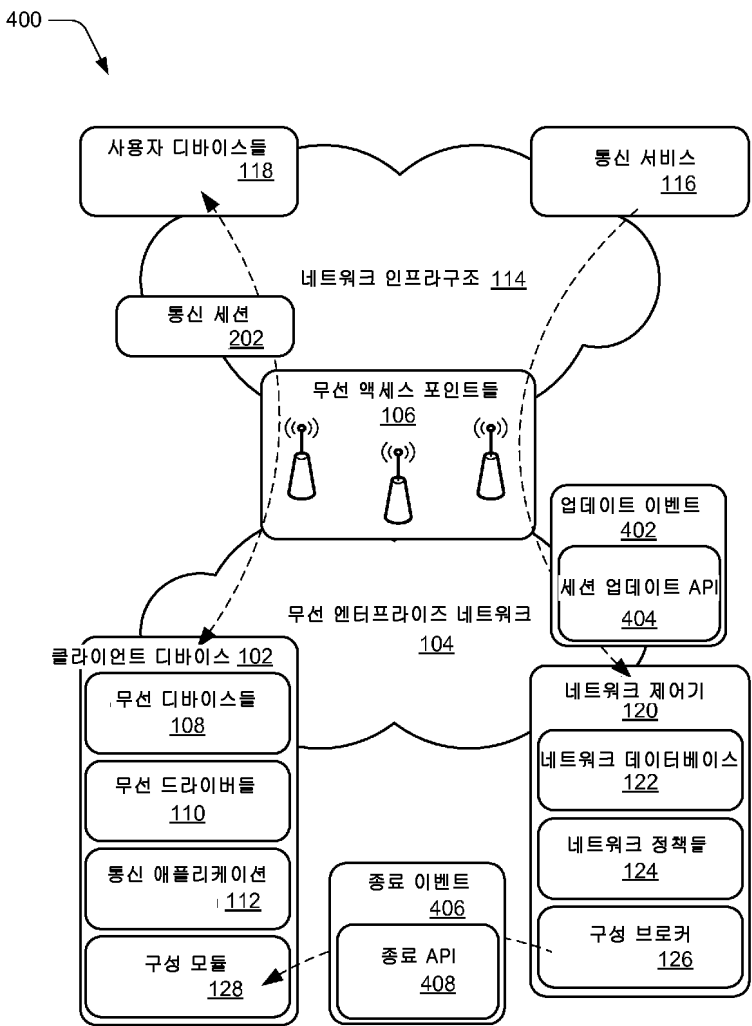 400
사용자 디바이스들
118
통신 서비스
116
네트워크 인프라구조 114
통신 세션
202
무선 액세스 포인트들
106
업데이트 이벤트
402
세션 업데이트 API
404
무선 엔터프라이즈 네트워크
104
클라이언트 디바이스 102
무선 디바이스들
108
무선 드라이버들
110
통신 애플리케이션
112
구성 모듈
128
네트워크 제어기
120
네트워크 데이터베이스
122
네트워크 정책들
124
구성 브로커
126
종료 이벤트
406
종료 API
408